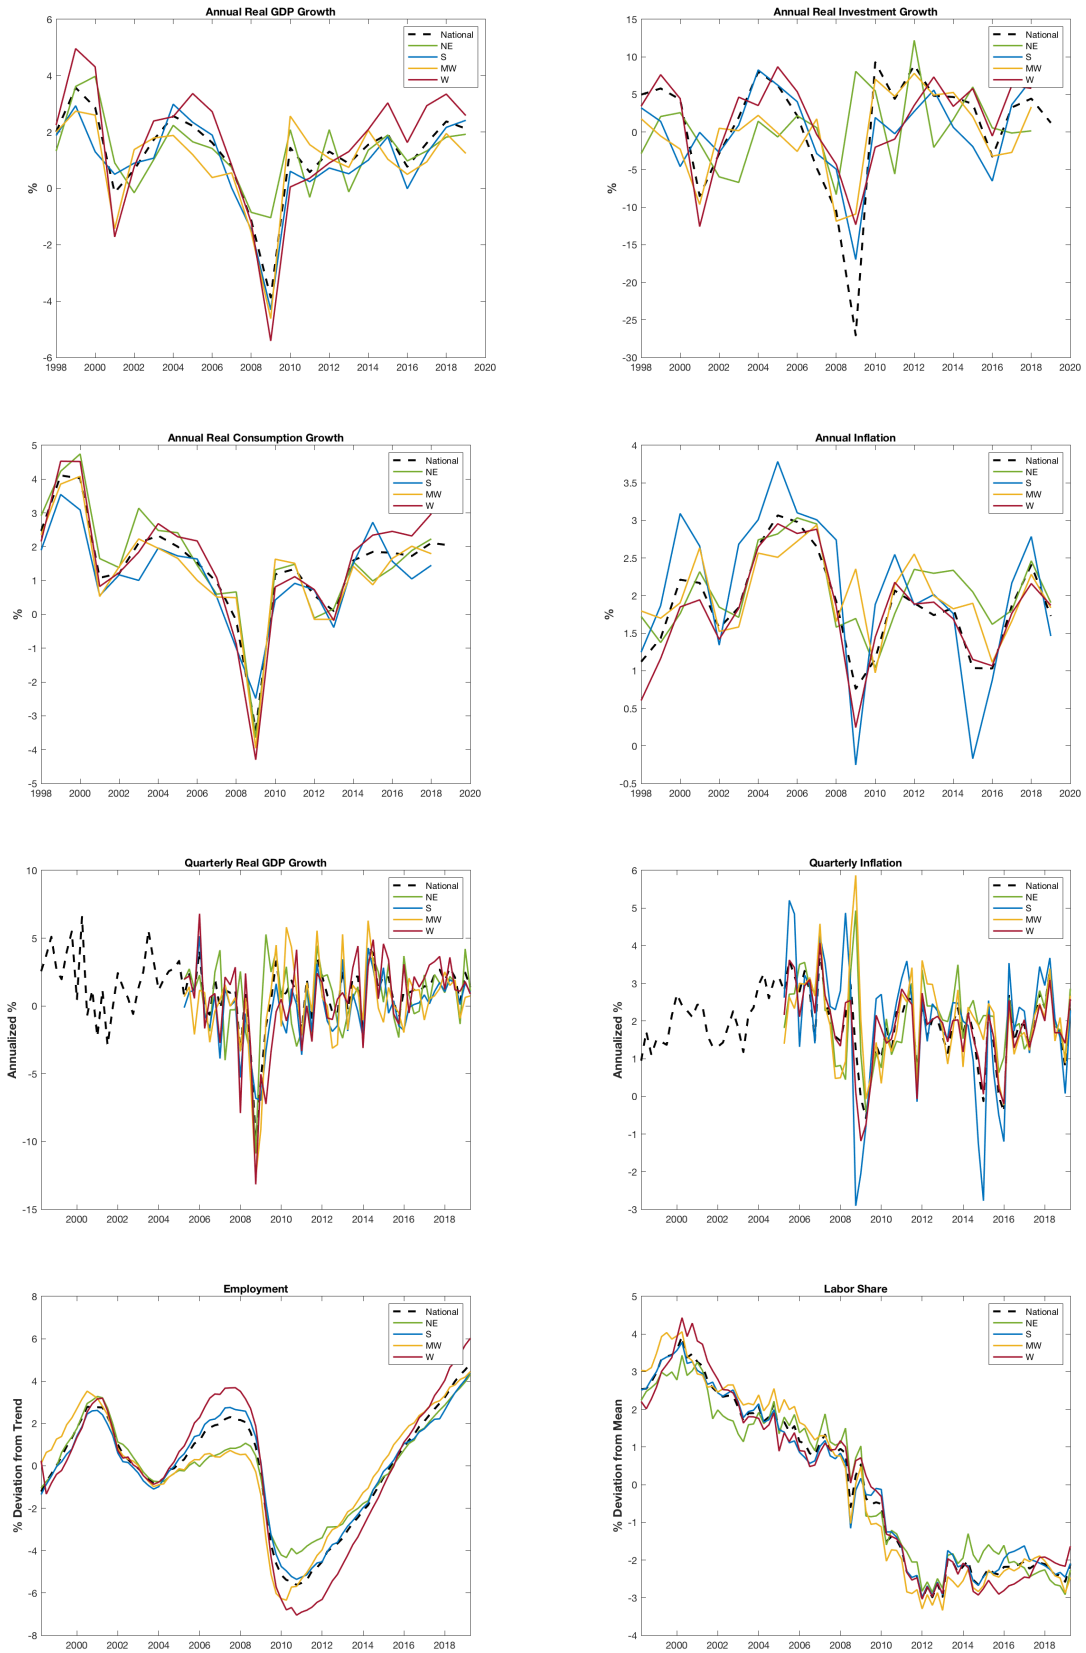 Annual Real GDP Growth
6
4
2
0
-2
-4
-6
%
1998 2000 2002 2004 2006 2008 2010 2012 2014 2016 2018 2020
National
NE
S
MW
W
Annual Real Investment Growth
15
10
5
0
-5
-10
-15
-20
-25
-30
%
1998 2000 2002 2004 2006 2008 2010 2012 2014 2016 2018 2020
National
NE
S
MW
W
Annual Real Consumption Growth
5
4
3
2
1
0
-1
-2
-3
-4
-5
%
1998 2000 2002 2004 2006 2008 2010 2012 2014 2016 2018 2020
National
NE
S
MW
W
Annual Inflation
4
3.5
3
2.5
2
1.5
1
0.5
0
-0.5
%
1998 2000 2002 2004 2006 2008 2010 2012 2014 2016 2018 2020
National
NE
S
MW
W
Quarterly Real GDP Growth
10
5
0
-5
-10
-15
Annualized %
2000 2002 2004 2006 2008 2010 2012 2014 2016 2018
National
NE
S
MW
W
Quarterly Inflation
6
5
4
3
2
1
0
-1
-2
-3
Annualized %
2000 2002 2004 2006 2008 2010 2012 2014 2016 2018
National
NE
S
MW
W
Employment
8
6
4
2
0
-2
-4
-6
-8
% Deviation from Trend
2000 2002 2004 2006 2008 2010 2012 2014 2016 2018
National
NE
S
MW
W
Labor Share
5
4
3
2
1
0
-1
-2
-3
-4
% Deviation from Mean
2000 2002 2004 2006 2008 2010 2012 2014 2016 2018
National
NE
S
MW
W